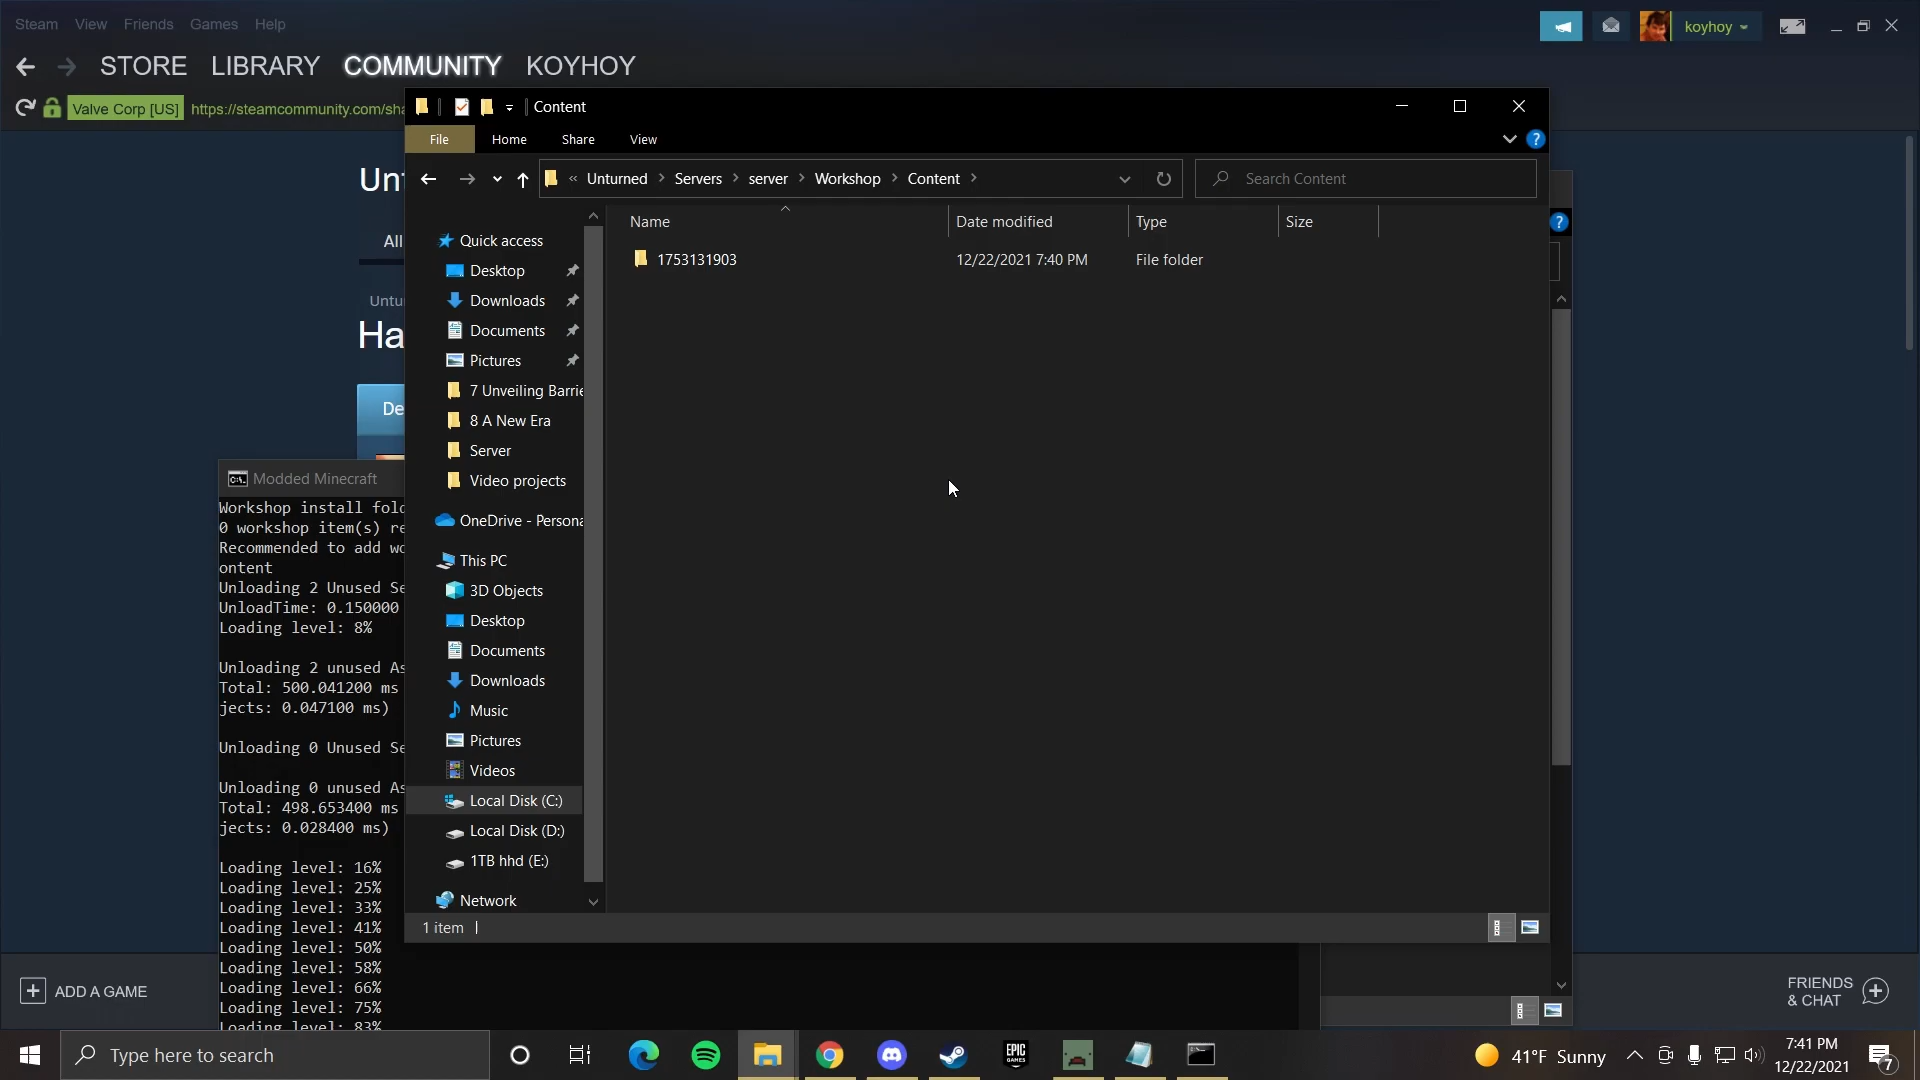 Steam View Friends Games Help
koyhoy
STORE LIBRARY COMMUNITY KOYHOY
Valve Corp [US] https://steamcommunity.com/sha
Content
File Home Share View
« Unturned > Servers > server > Workshop > Content >
Search Content
Unt
All
Untu
Ha
De
Name Date modified Type Size
1753131903 12/22/2021 7:40 PM File folder
Quick access
Desktop
Downloads
Documents
Pictures
7 Unveiling Barrie
8 A New Era
Server
Video projects
OneDrive - Persona
This PC
3D Objects
Desktop
Documents
Downloads
Music
Pictures
Videos
Local Disk (C:)
Local Disk (D:)
1TB hhd (E:)
Network
1 item
Modded Minecraft
Workshop install fold
0 workshop item(s) re
Recommended to add wo
ontent
Unloading 2 Unused Se
UnloadTime: 0.150000
Loading level: 8%
Unloading 2 unused As
Total: 500.041200 ms
jects: 0.047100 ms)
Unloading 0 Unused Se
Unloading 0 unused As
Total: 498.653400 ms
jects: 0.028400 ms)
Loading level: 16%
Loading level: 25%
Loading level: 33%
Loading level: 41%
Loading level: 50%
Loading level: 58%
Loading level: 66%
Loading level: 75%
Loading level: 83%
ADD A GAME
FRIENDS
& CHAT
Type here to search
EPIC
GAMES
41°F Sunny
7:41 PM
12/22/2021
7